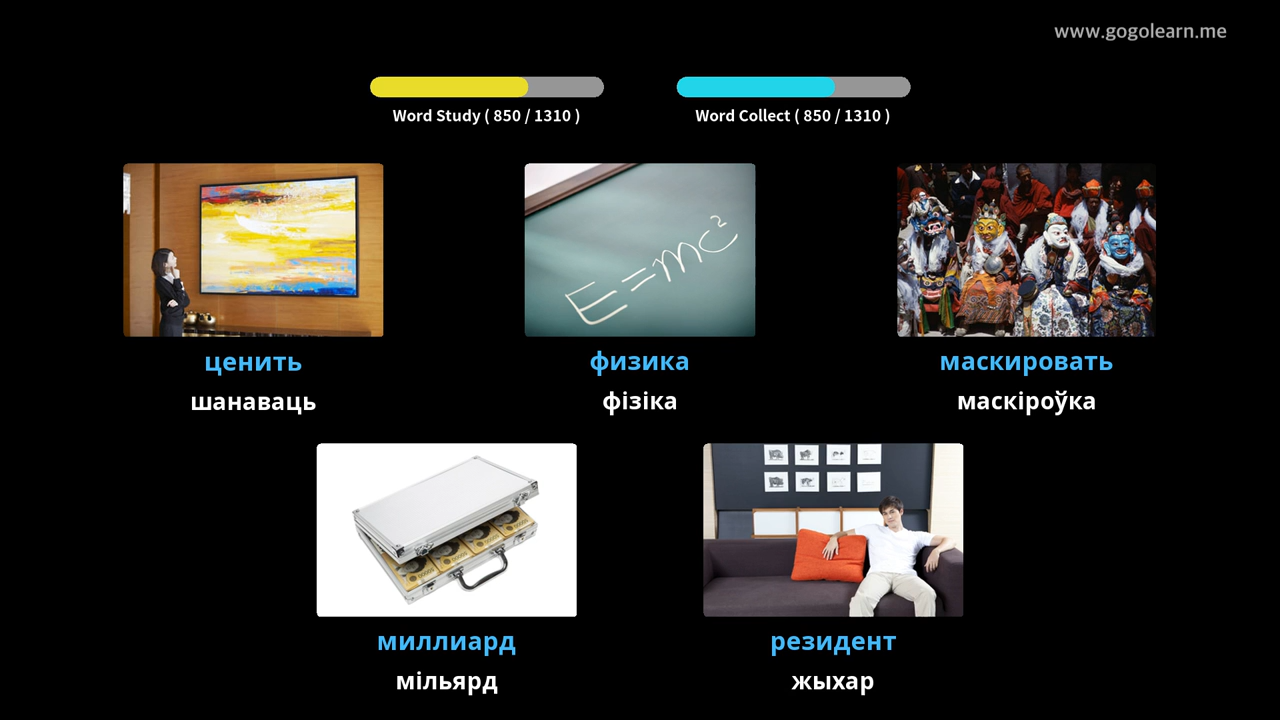 www.gogolearn.me
Word Study ( 850 / 1310 )
Word Collect ( 850 / 1310 )
E=mc²
ценить
физика
маскировать
шанаваць
фізіка
маскіроўка
миллиард
резидент
мільярд
жыхар